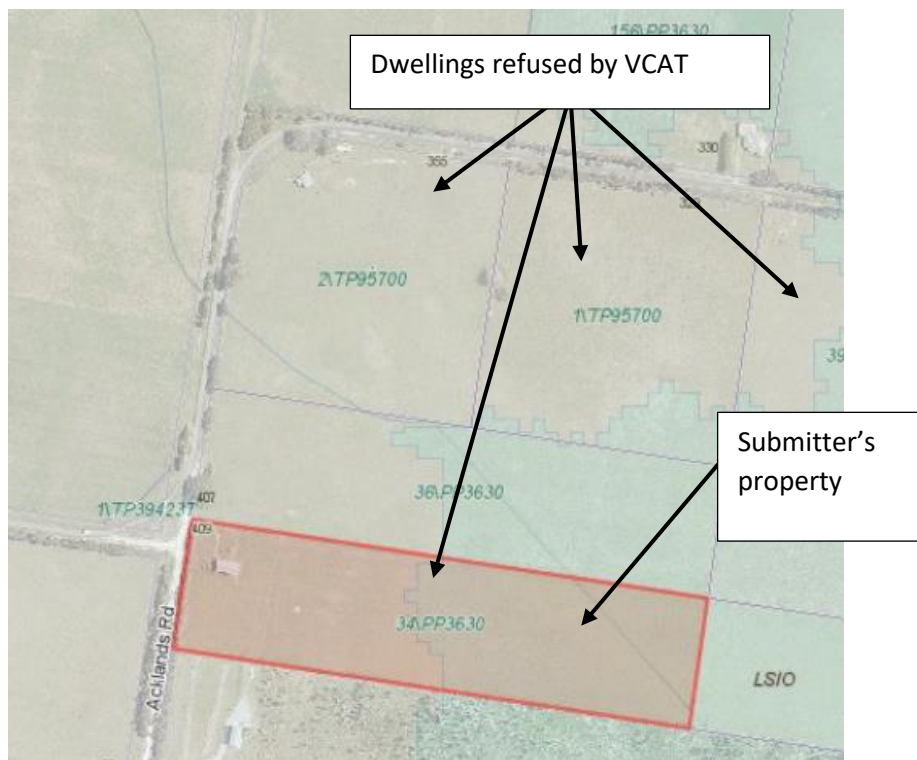 156\PP3630
Dwellings refused by VCAT
330
2\TP95700
1\TP95700
39
Submitter’s
property
36\PP3630
407
1\TP394237
409
34\PP3630
Acklands Rd
LSIO